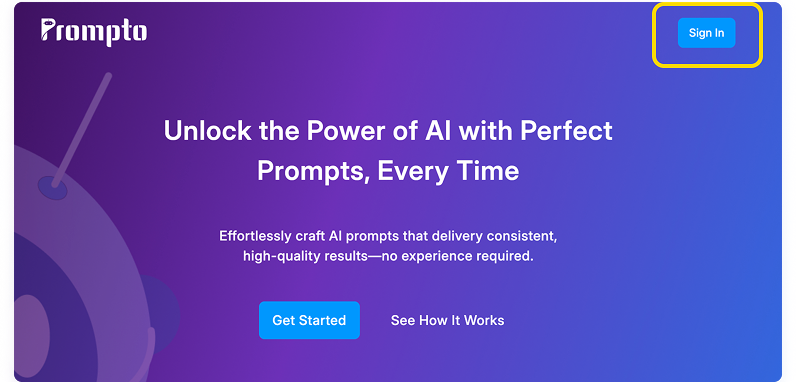 Prompto
Sign In
Unlock the Power of AI with Perfect
Prompts, Every Time
Effortlessly craft AI prompts that delivery consistent,
high-quality results—no experience required.
Get Started
See How It Works